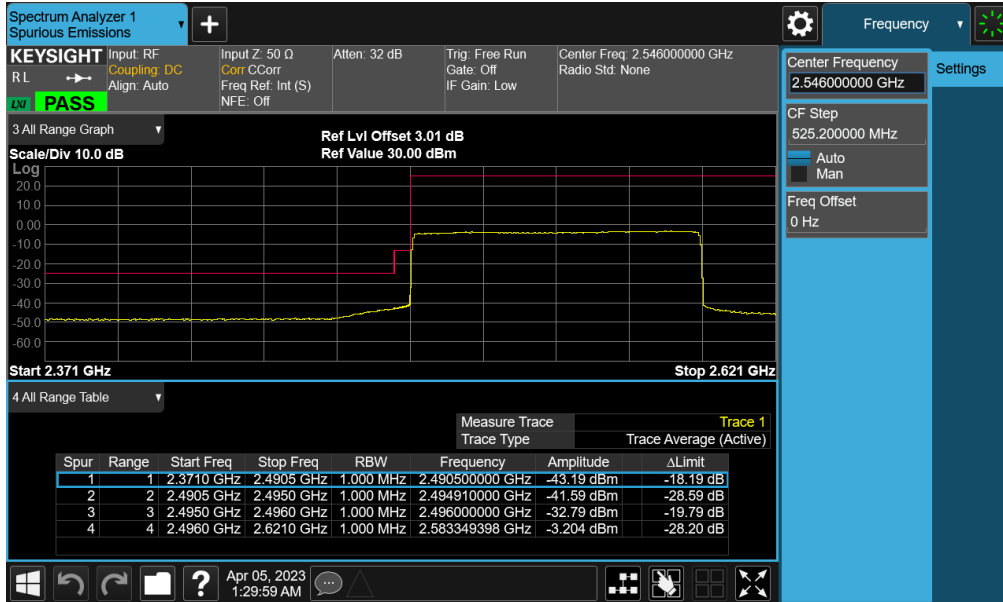 Spectrum Analyzer 1
Spurious Emissions
Frequency
KEYSIGHT
R L
LXI
PASS
Input: RF
Coupling: DC
Align: Auto
Input Z: 50 Ω
Corr CCorr
Freq Ref: Int (S)
NFE: Off
Atten: 32 dB
Trig: Free Run
Gate: Off
IF Gain: Low
Center Freq: 2.546000000 GHz
Radio Std: None
Center Frequency
2.546000000 GHz
Settings
CF Step
525.200000 MHz
Auto
Man
Freq Offset
0 Hz
3 All Range Graph
Ref Lvl Offset 3.01 dB
Scale/Div 10.0 dB
Ref Value 30.00 dBm
Log
20.0
10.0
0.00
-10.0
-20.0
-30.0
-40.0
-50.0
-60.0
Start 2.371 GHz
Stop 2.621 GHz
4 All Range Table
Measure Trace Trace 1
Trace Type Trace Average (Active)
Spur Range Start Freq Stop Freq RBW Frequency Amplitude ΔLimit
1 1 2.3710 GHz 2.4905 GHz 1.000 MHz 2.490500000 GHz -43.19 dBm -18.19 dB
2 2 2.4905 GHz 2.4950 GHz 1.000 MHz 2.494910000 GHz -41.59 dBm -28.59 dB
3 3 2.4950 GHz 2.4960 GHz 1.000 MHz 2.496000000 GHz -32.79 dBm -19.79 dB
4 4 2.4960 GHz 2.6210 GHz 1.000 MHz 2.583349398 GHz -3.204 dBm -28.20 dB
?
Apr 05, 2023
1:29:59 AM